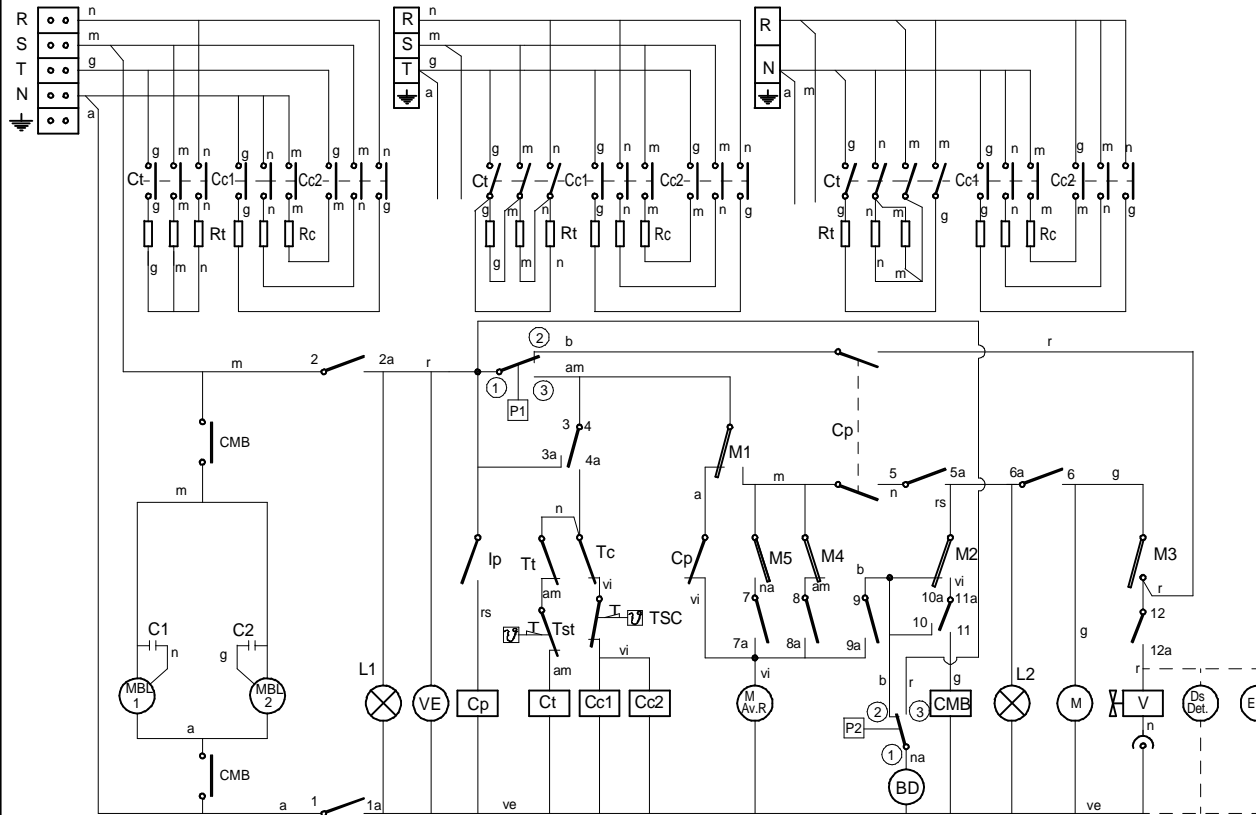 R n R n R
S m S m
T g T g N
N a a m
a
g m n g n m g m n
g m n g n m g m n
g n m m g n m g m n
Ct Cc1 Cc2 Ct Cc1 Cc2 Ct Cc1 Cc2
m m n g g m n m m n g g m m n g
Rt Rc Rt Rc Rt Rc
g m n g m n n m
2 b r
m 2 2a r 1 3 am
P1
3 4 Cp
CMB 3a 4a M1
m 5 5a 6a 6 g
m a n rs
n
Ip Tt Tc Cp M5 M4 b M2 M3
vi na am vi r
am 7 8 9 10a 11a 12
rs T Tst T TSC vi 10 11
C1 C2 7a 8a 9a 12a
n g am vi vi b r g g r
L1 L2
MBL 1 MBL 2 VE Cp Ct Cc1 Cc2 M Av.R 2 3 CMB M V Ds Det. E
a P2 n
1 na
CMB BD
a 1 1a ve ve